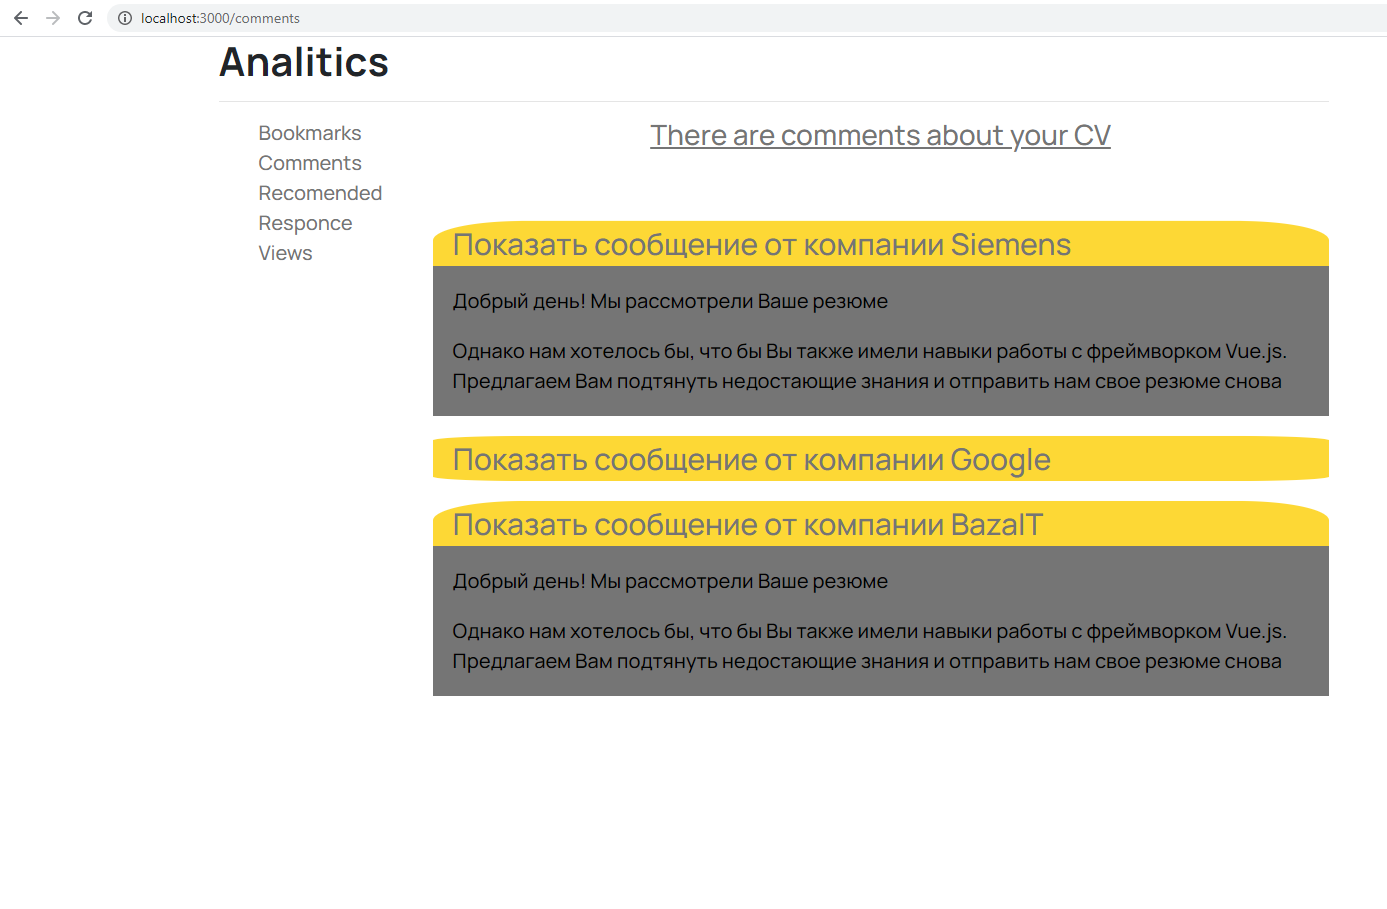 localhost:3000/comments
Analitics
Bookmarks
Comments
Recomended
Responce
Views
There are comments about your CV
Показать сообщение от компании Siemens
Добрый день! Мы рассмотрели Ваше резюме
Однако нам хотелось бы, что бы Вы также имели навыки работы с фреймворком Vue.js.
Предлагаем Вам подтянуть недостающие знания и отправить нам свое резюме снова
Показать сообщение от компании Google
Показать сообщение от компании BazaIT
Добрый день! Мы рассмотрели Ваше резюме
Однако нам хотелось бы, что бы Вы также имели навыки работы с фреймворком Vue.js.
Предлагаем Вам подтянуть недостающие знания и отправить нам свое резюме снова